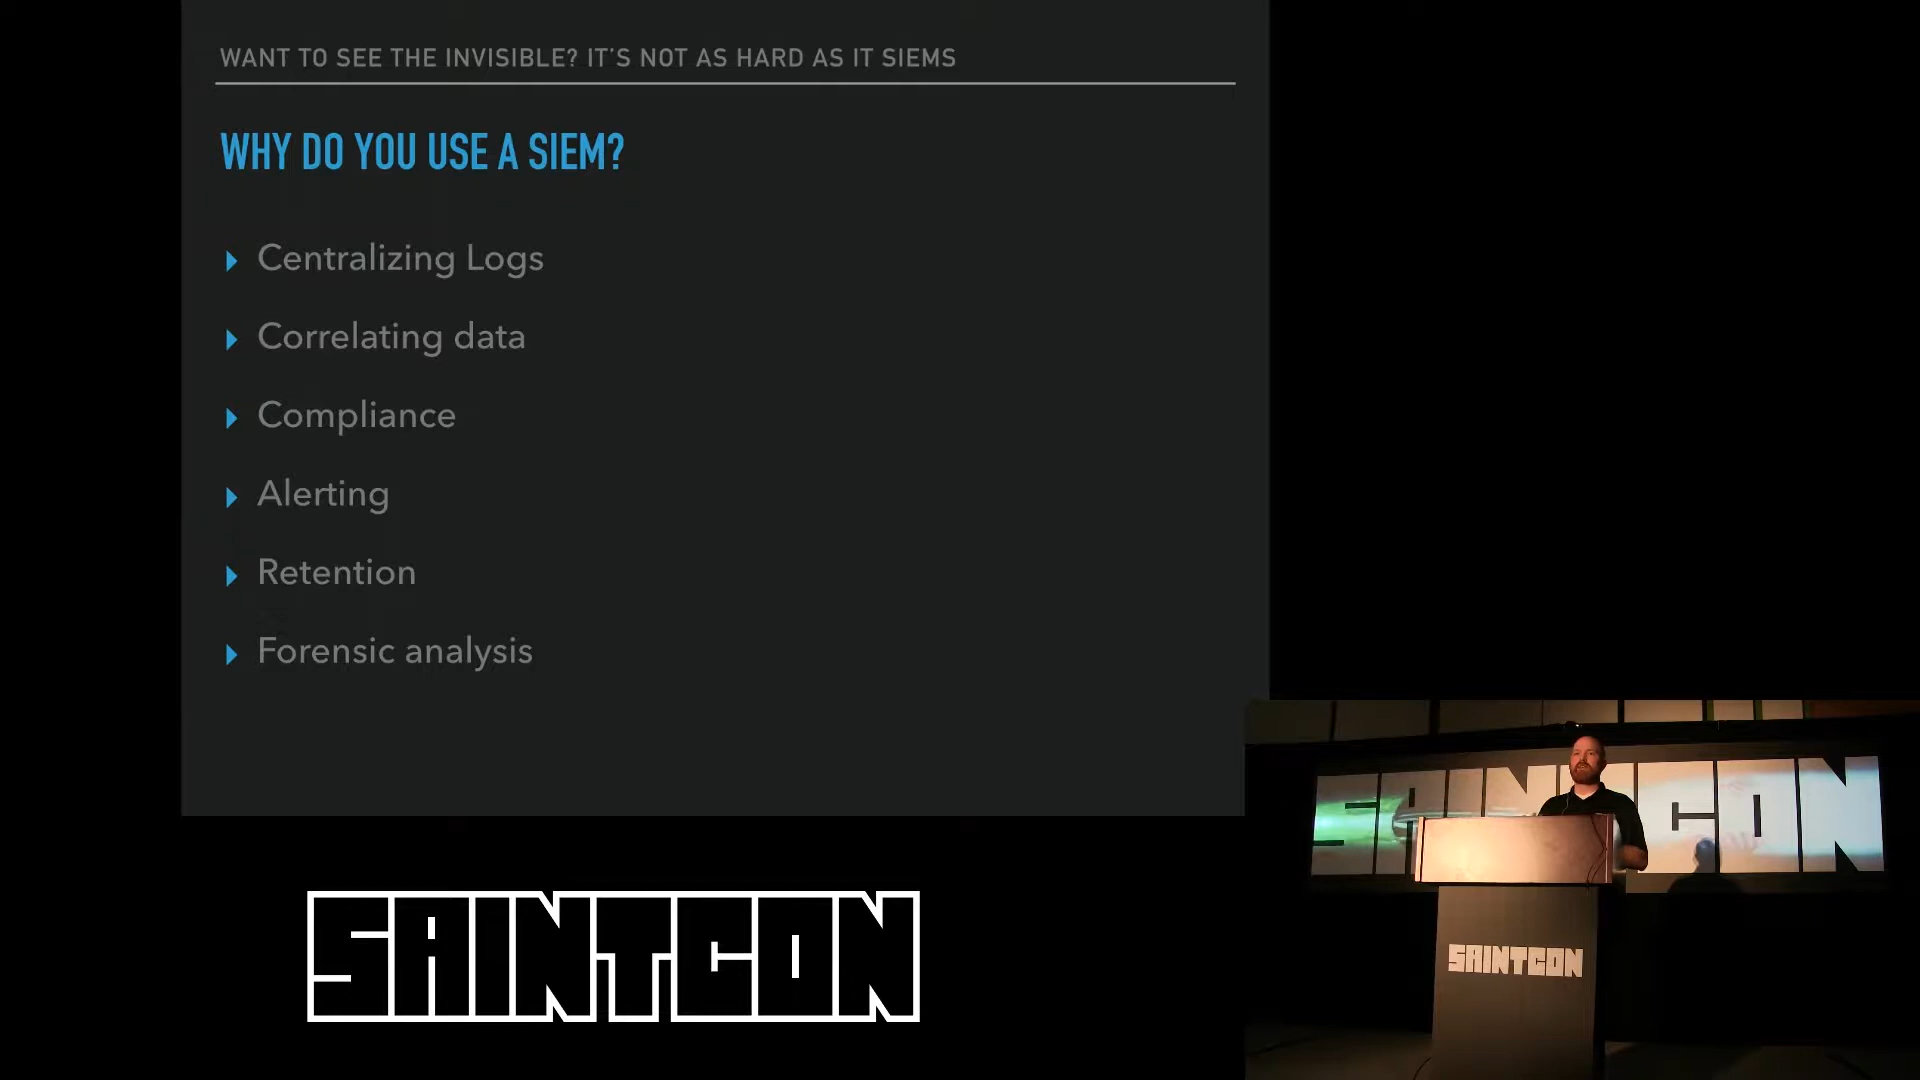 WANT TO SEE THE INVISIBLE? IT'S NOT AS HARD AS IT SIEMS
WHY DO YOU USE A SIEM?
Centralizing Logs
Correlating data
Compliance
Alerting
Retention
Forensic analysis
SAINTCON
SAINTCON
SAINTCON